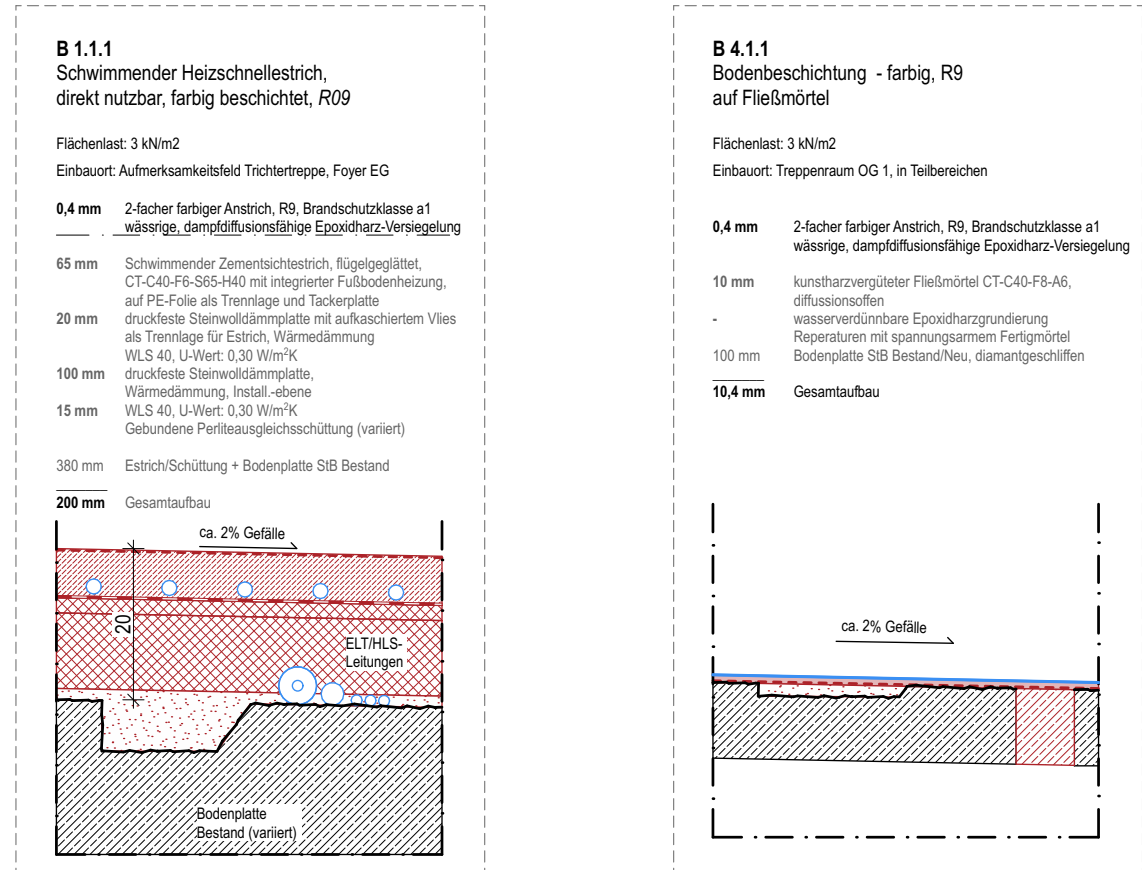 B 1.1.1
Schwimmender Heizschnellestrich,
direkt nutzbar, farbig beschichtet, R09
Flächenlast: 3 kN/m2
Einbauort: Aufmerksamkeitsfeld Trichtertreppe, Foyer EG
0,4 mm 2-facher farbiger Anstrich, R9, Brandschutzklasse a1
wässrige, dampfdiffusionsfähige Epoxidharz-Versiegelung
65 mm Schwimmender Zementsichtestrich, flügelgeglättet,
CT-C40-F6-S65-H40 mit integrierter Fußbodenheizung,
auf PE-Folie als Trennlage und Tackerplatte
20 mm druckfeste Steinwolldämmplatte mit aufkaschiertem Vlies
als Trennlage für Estrich, Wärmedämmung
WLS 40, U-Wert: 0,30 W/m²K
100 mm druckfeste Steinwolldämmplatte,
Wärmedämmung, Install.-ebene
15 mm WLS 40, U-Wert: 0,30 W/m²K
Gebundene Perliteausgleichsschüttung (variiert)
380 mm Estrich/Schüttung + Bodenplatte StB Bestand
200 mm Gesamtaufbau
ca. 2% Gefälle
20
ELT/HLS-
Leitungen
Bodenplatte
Bestand (variiert)
B 4.1.1
Bodenbeschichtung - farbig, R9
auf Fließmörtel
Flächenlast: 3 kN/m2
Einbauort: Treppenraum OG 1, in Teilbereichen
0,4 mm 2-facher farbiger Anstrich, R9, Brandschutzklasse a1
wässrige, dampfdiffusionsfähige Epoxidharz-Versiegelung
10 mm kunstharzvergüteter Fließmörtel CT-C40-F8-A6,
diffussionsoffen
- wasserverdünnbare Epoxidharzgrundierung
Reperaturen mit spannungsarmem Fertigmörtel
100 mm Bodenplatte StB Bestand/Neu, diamantgeschliffen
10,4 mm Gesamtaufbau
ca. 2% Gefälle